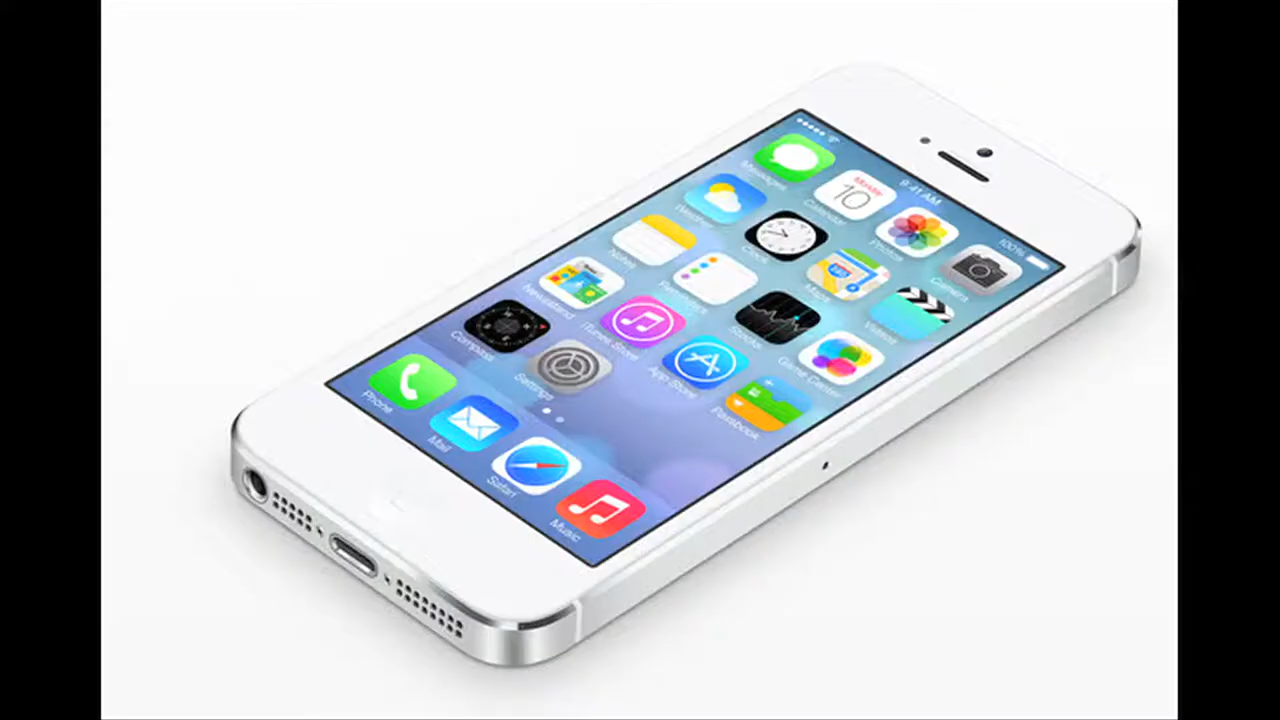 9:41 AM
100%
Messages
Calendar
Monday
10
Photos
Camera
Weather
Clock
Maps
Videos
Notes
Reminders
Stocks
Game Center
Newsstand
iTunes Store
App Store
Passbook
Compass
Settings
Phone
Mail
Safari
Music